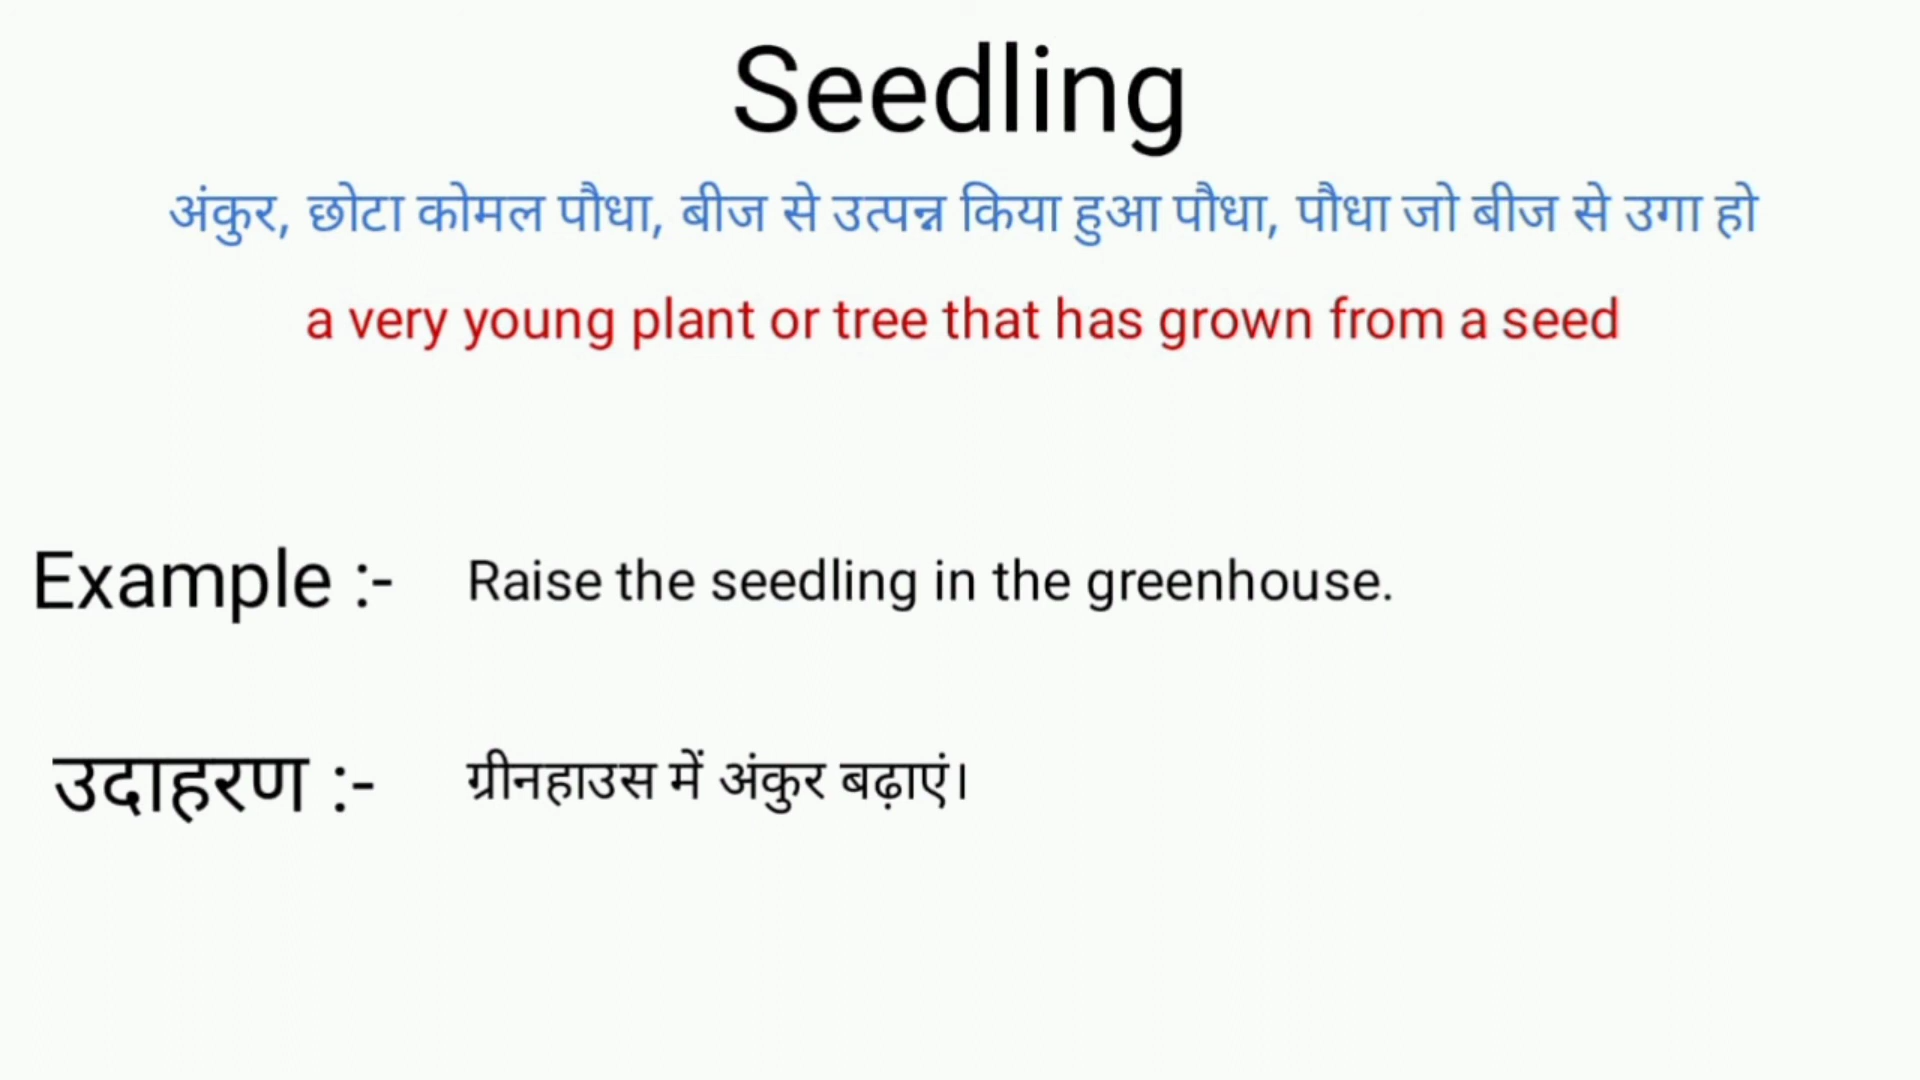 Seedling
अंकुर, छोटा कोमल पौधा, बीज से उत्पन्न किया हुआ पौधा, पौधा जो बीज से उगा हो
a very young plant or tree that has grown from a seed
Example :- Raise the seedling in the greenhouse.
उदाहरण :- ग्रीनहाउस में अंकुर बढ़ाएं।